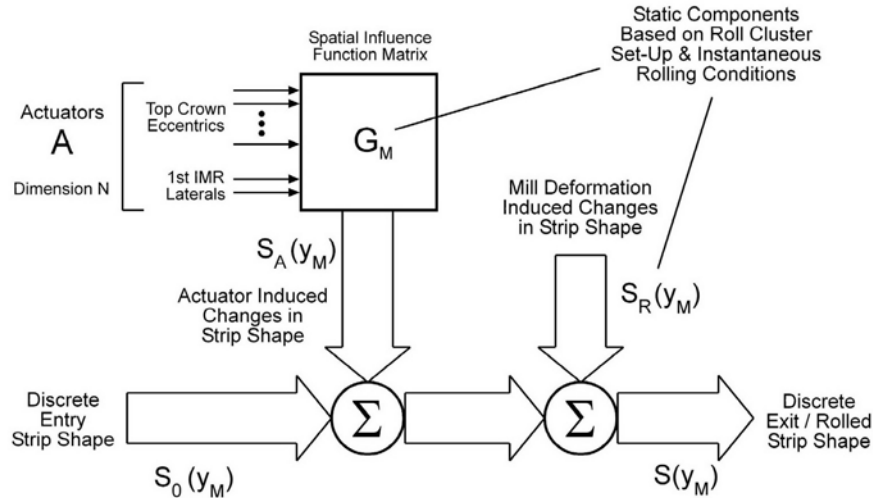 Spatial Influence
Function Matrix
Static Components
Based on Roll Cluster
Set-Up & Instantaneous
Rolling Conditions
Actuators
A
Dimension N
Top Crown
Eccentrics
1st IMR
Laterals
G_M
Mill Deformation
Induced Changes
in Strip Shape
S_A(y_M)
S_R(y_M)
Actuator Induced
Changes in
Strip Shape
Discrete
Entry
Strip Shape
Σ
Σ
Discrete
Exit / Rolled
Strip Shape
S_0(y_M)
S(y_M)